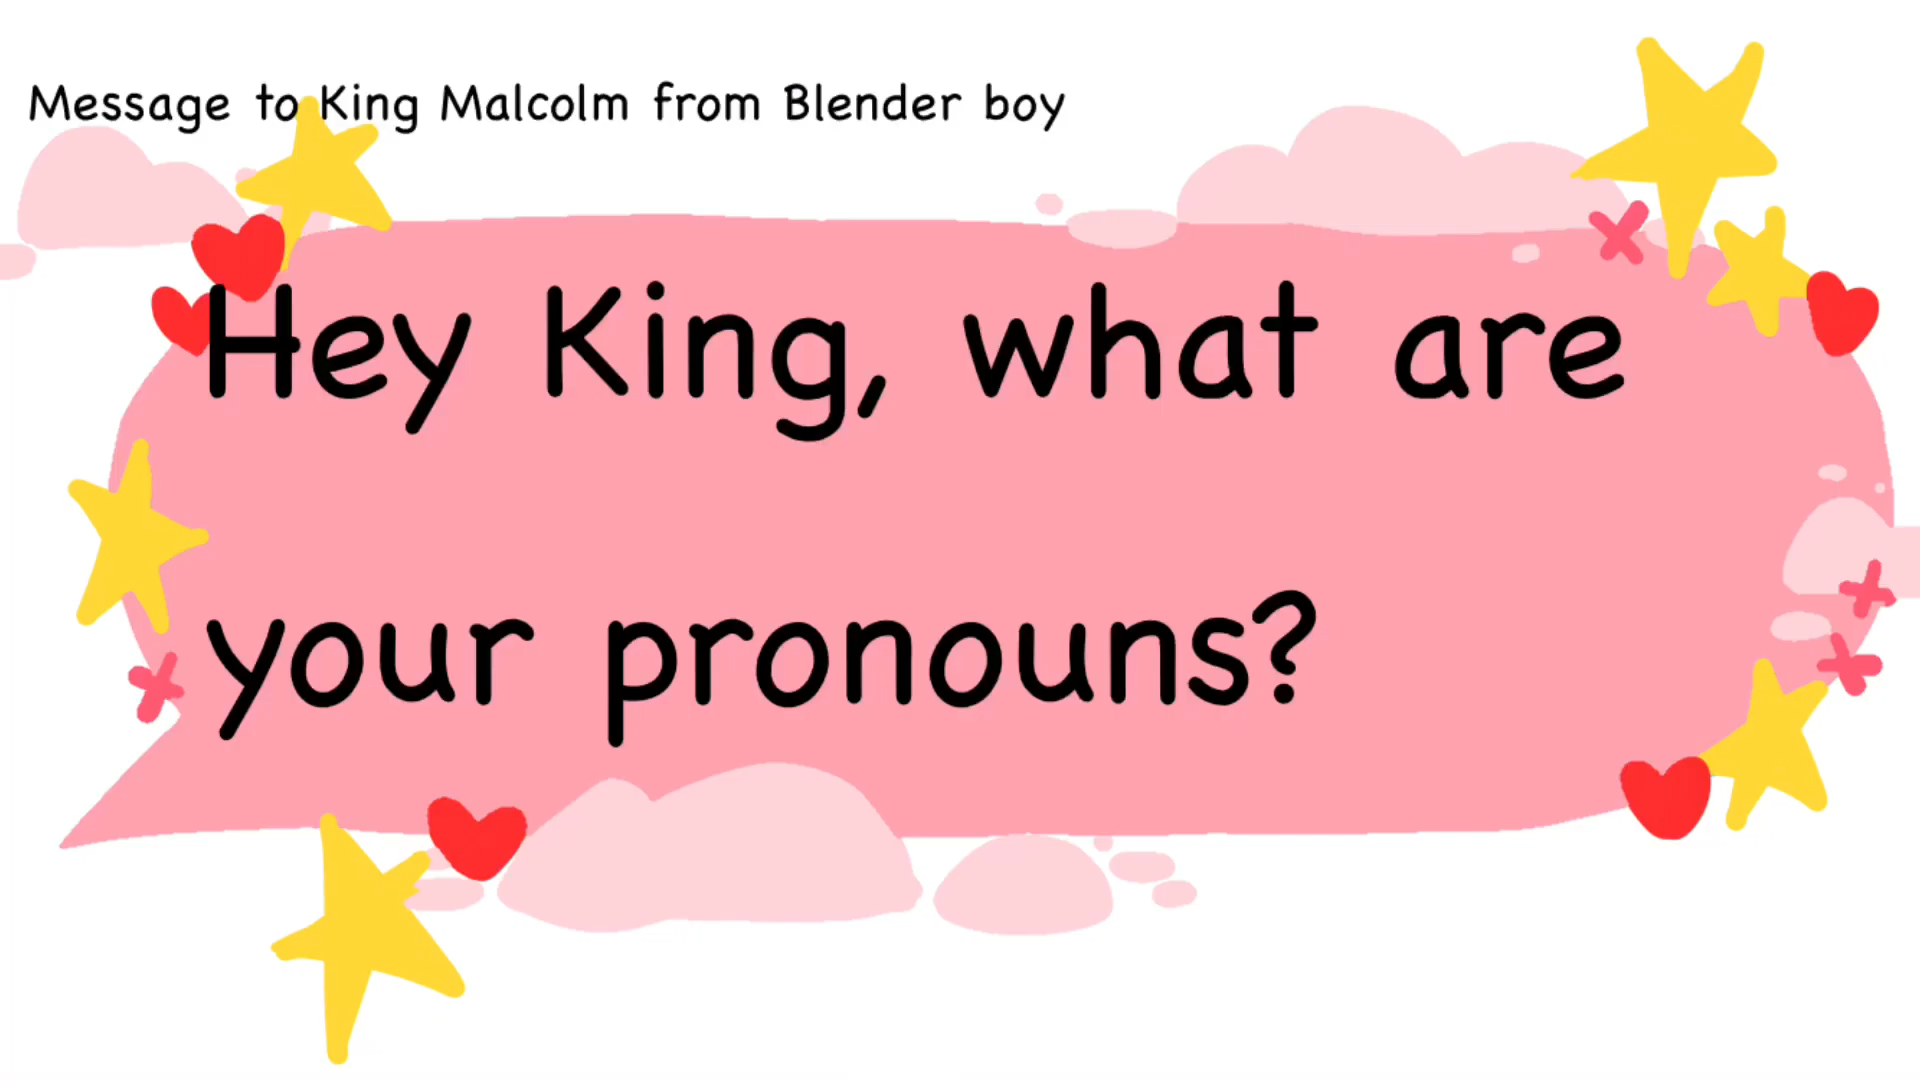 Message to King Malcolm from Blender boy
Hey King, what are
your pronouns?